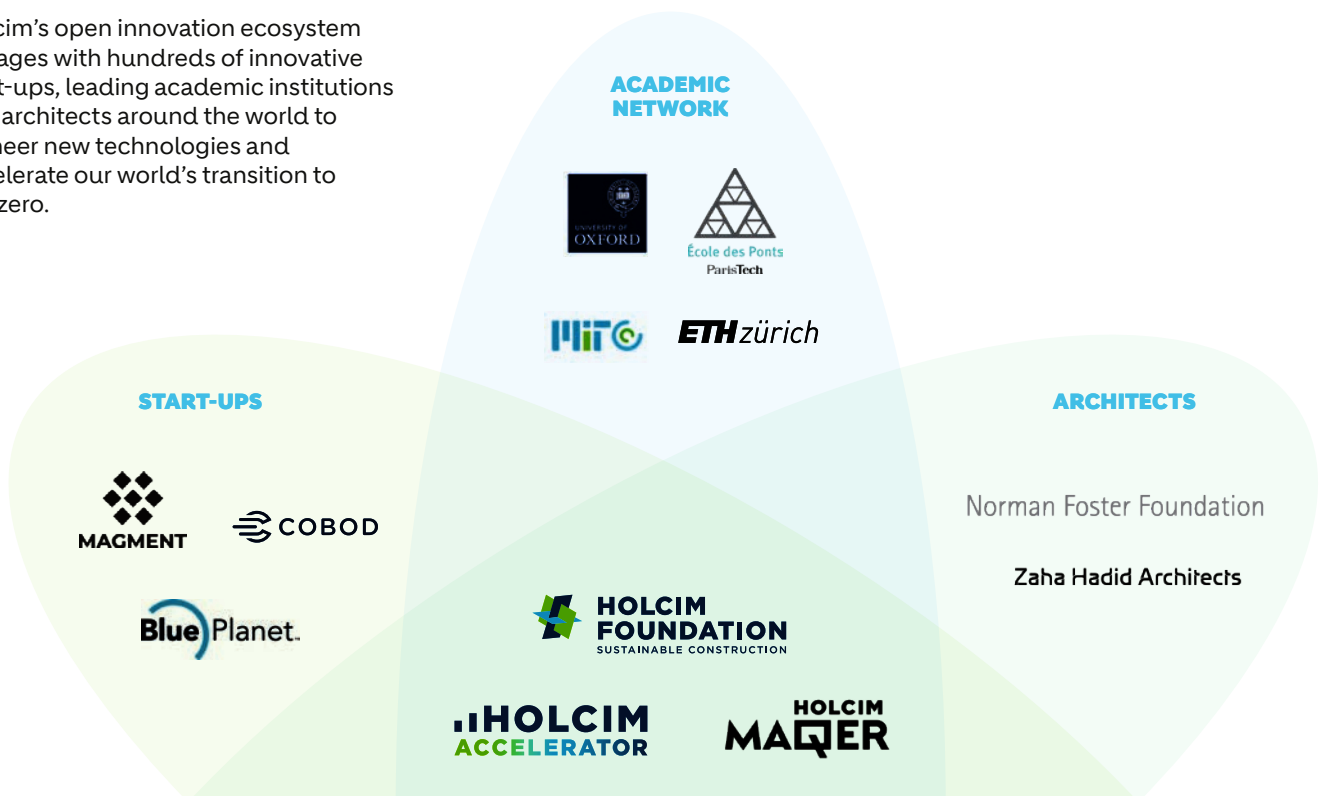 cim’s open innovation ecosystem
ages with hundreds of innovative
t-ups, leading academic institutions
architects around the world to
neer new technologies and
elerate our world’s transition to
zero.
ACADEMIC
NETWORK
UNIVERSITY OF
OXFORD
École des Ponts
ParisTech
MIT
ETH zürich
START-UPS
ARCHITECTS
MAGMENT
COBOD
Blue Planet
Norman Foster Foundation
Zaha Hadid Architects
HOLCIM
FOUNDATION
SUSTAINABLE CONSTRUCTION
HOLCIM
ACCELERATOR
HOLCIM
MAQER